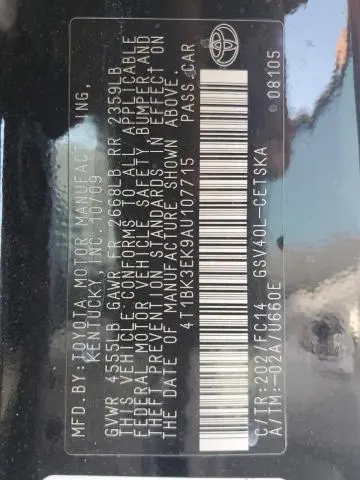 MFD. BY:TOYOTA MOTOR MANUFACTURING,
KENTUCKY, INC. 10/09
GVWR 4555LB GAWR FR 2668LB RR 2359LB
THIS VEHICLE CONFORMS TO ALL APPLICABLE
FEDERAL MOTOR VEHICLE SAFETY, BUMPER AND
THEFT PREVENTION STANDARDS IN EFFECT ON
THE DATE OF MANUFACTURE SHOWN ABOVE.
4T1BK3EK9AU107715 PASS.CAR
C/TR:202/FC14 GSV40L-CETSKA
A/TM:-02A/U660E 08105